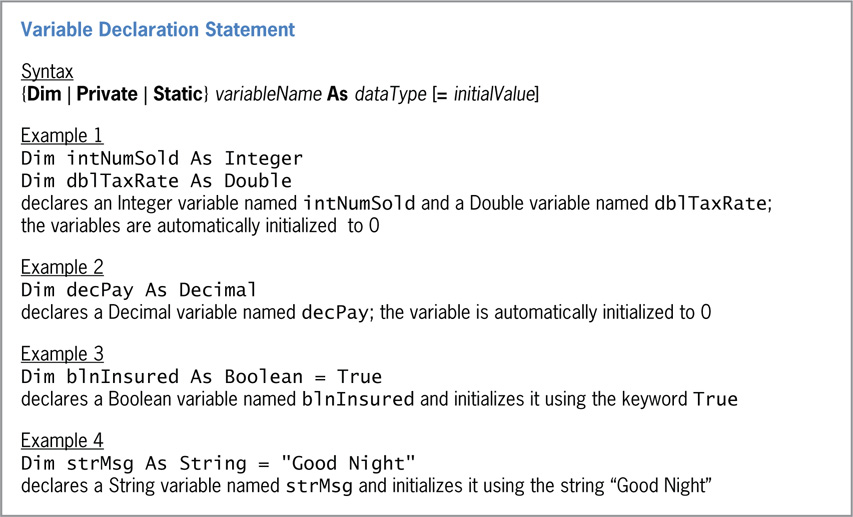 Variable Declaration Statement
Syntax
{Dim | Private | Static} variableName As dataType [= initialValue]
Example 1
Dim intNumSold As Integer
Dim dblTaxRate As Double
declares an Integer variable named intNumSold and a Double variable named dblTaxRate;
the variables are automatically initialized to 0
Example 2
Dim decPay As Decimal
declares a Decimal variable named decPay; the variable is automatically initialized to 0
Example 3
Dim blnInsured As Boolean = True
declares a Boolean variable named blnInsured and initializes it using the keyword True
Example 4
Dim strMsg As String = "Good Night"
declares a String variable named strMsg and initializes it using the string “Good Night”